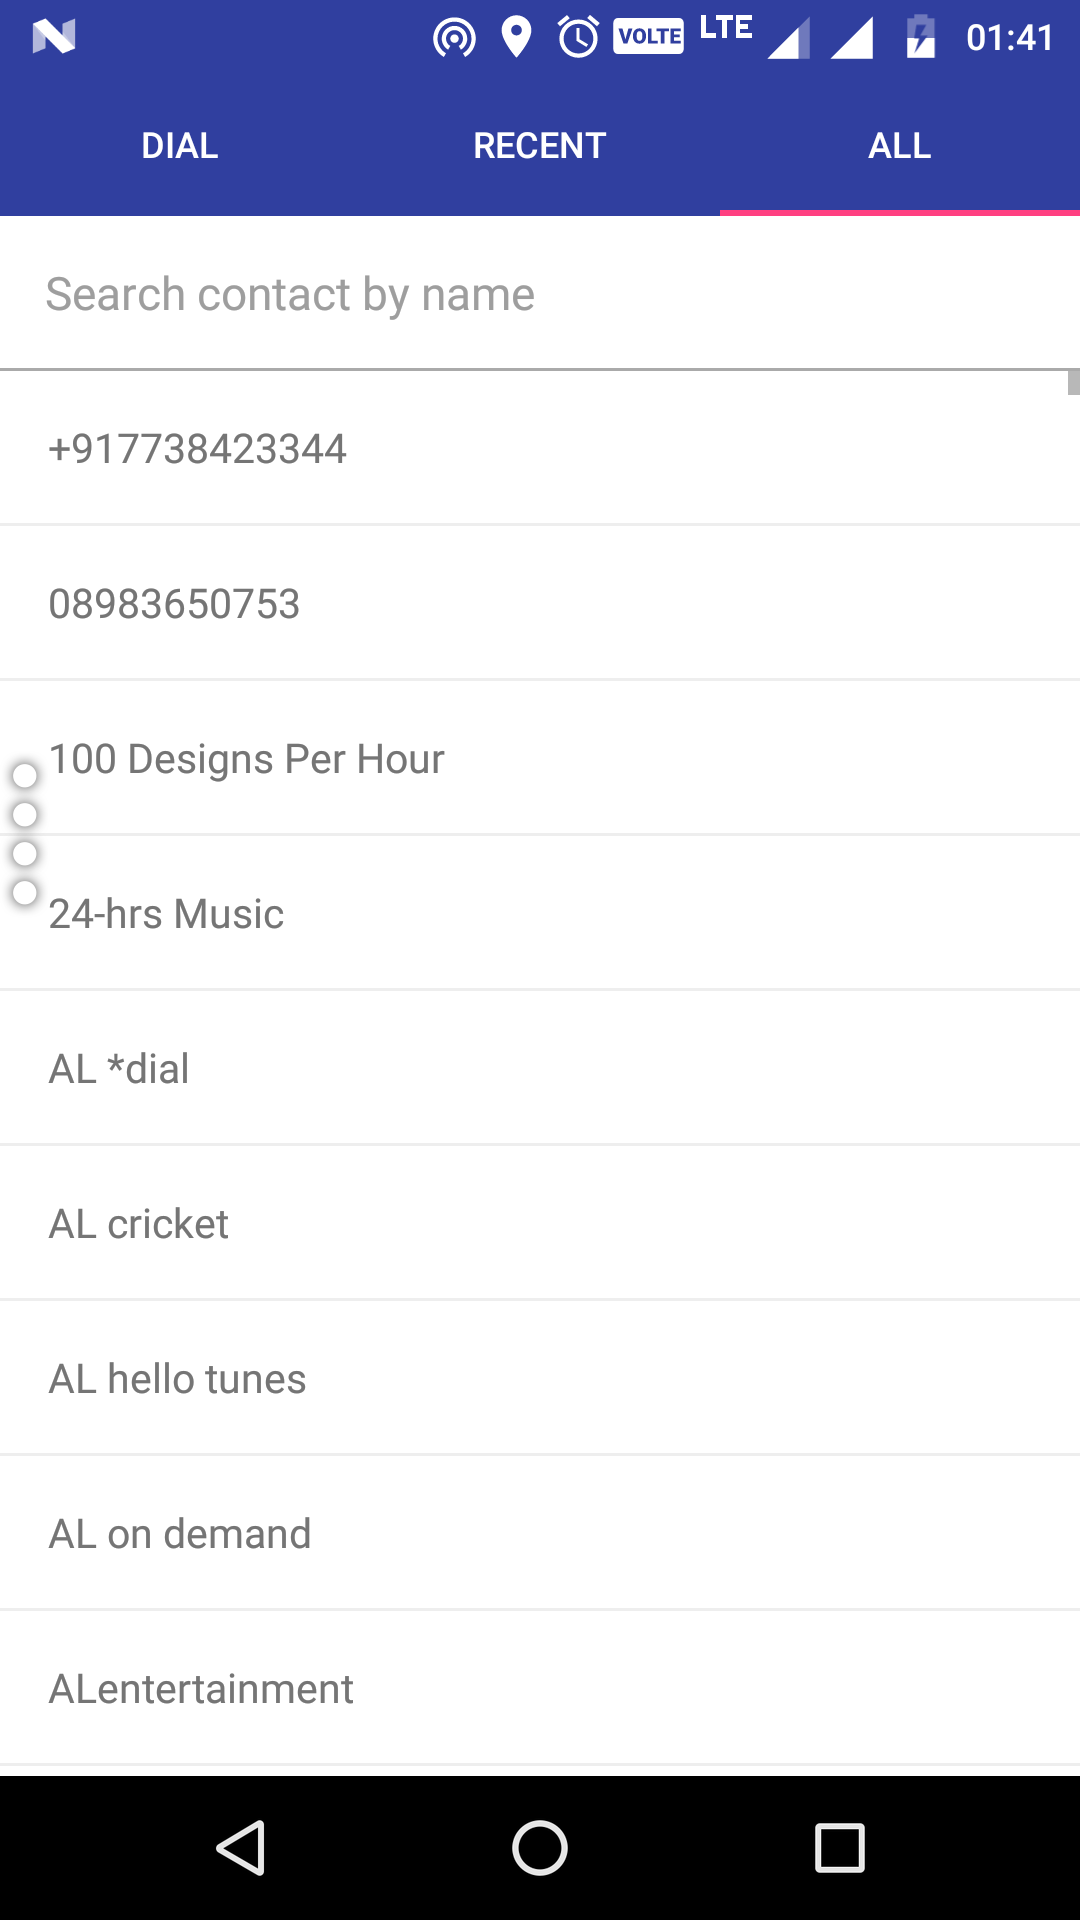 VOLTE LTE 01:41
DIAL RECENT ALL
Search contact by name
+917738423344
08983650753
100 Designs Per Hour
24-hrs Music
AL *dial
AL cricket
AL hello tunes
AL on demand
ALentertainment